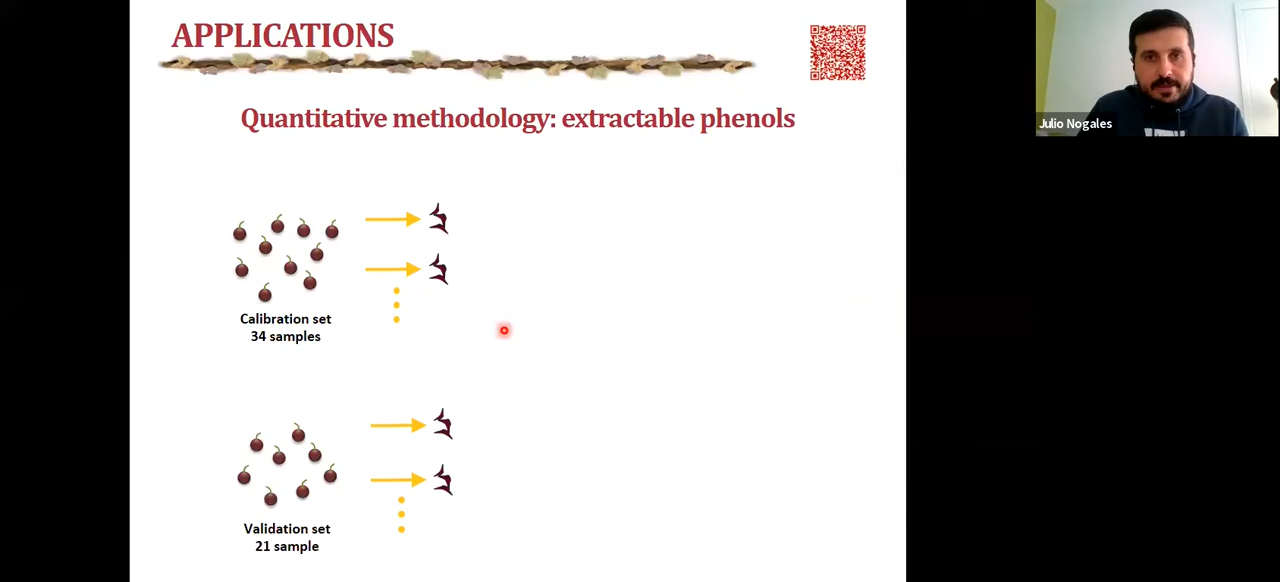 APPLICATIONS
Quantitative methodology: extractable phenols
Calibration set
34 samples
Validation set
21 sample
Julio Nogales